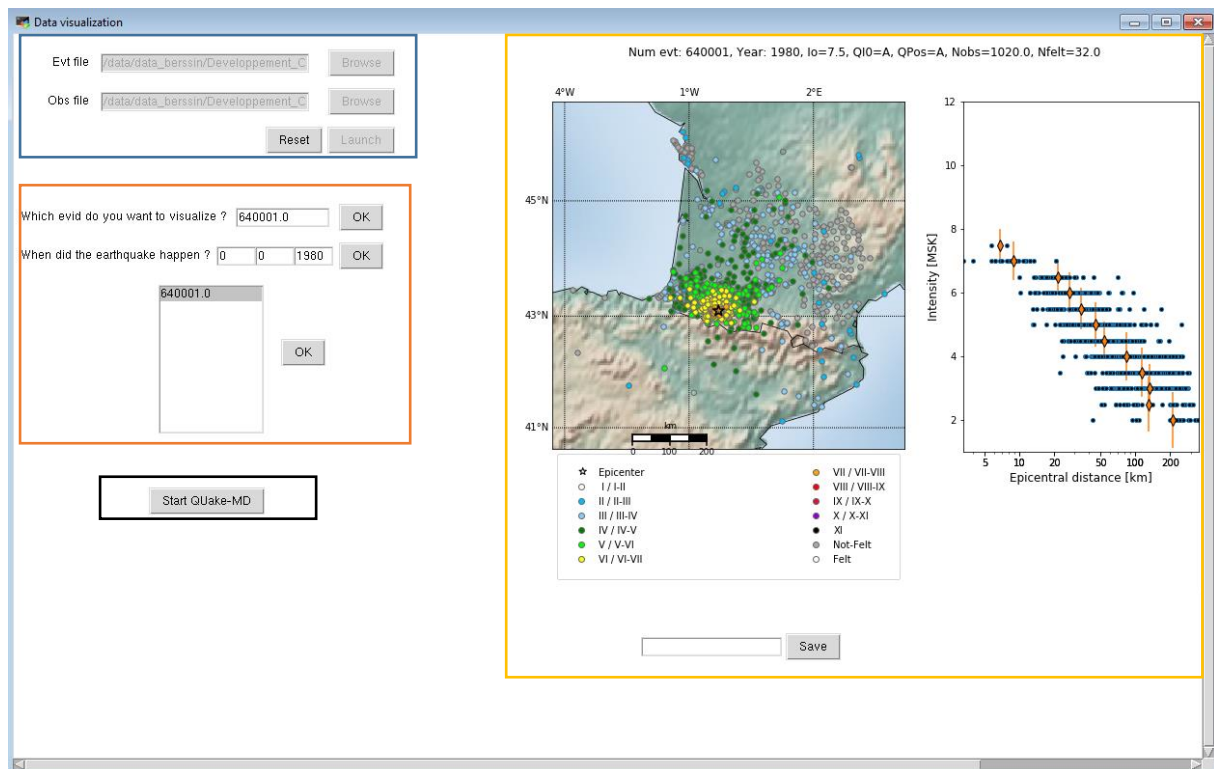 Data visualization
Evt file /data/data_berssin/Developpement_C Browse
Obs file /data/data_berssin/Developpement_C Browse
Reset Launch
Which evid do you want to visualize ? 640001.0 OK
When did the earthquake happen ? 0 0 1980 OK
640001.0
OK
Start QUake-MD
Num evt: 640001, Year: 1980, Io=7.5, QI0=A, QPos=A, Nobs=1020.0, Nfelt=32.0
4°W 1°W 2°E
45°N
43°N
41°N
km
0 100 200
Epicenter
I / I-II
II / II-III
III / III-IV
IV / IV-V
V / V-VI
VI / VI-VII
VII / VII-VIII
VIII / VIII-IX
IX / IX-X
X / X-XI
XI
Not-Felt
Felt
12
10
8
6
4
2
Intensity [MSK]
5 10 20 50 100 200
Epicentral distance [km]
Save